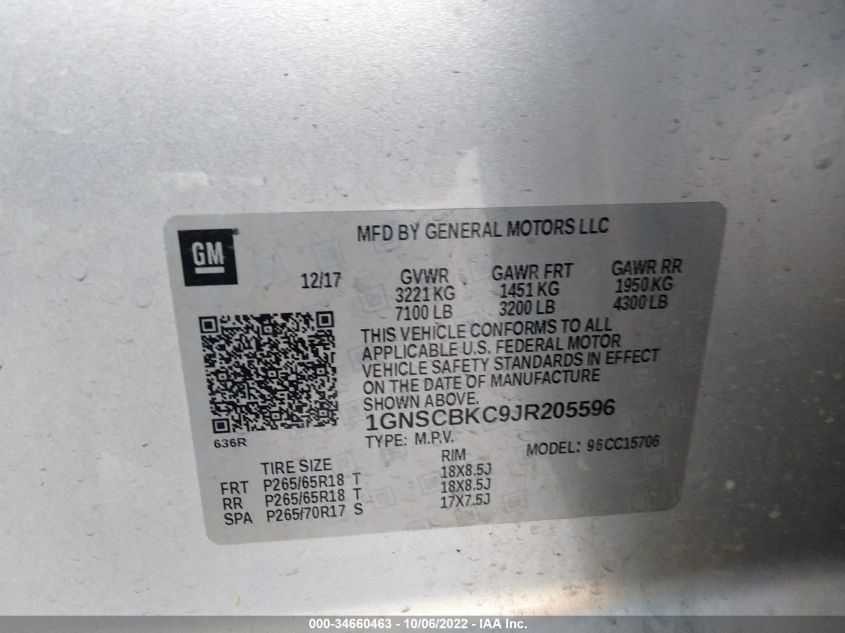 GM
MFD BY GENERAL MOTORS LLC
12/17
GVWR GAWR FRT GAWR RR
3221 KG 1451 KG 1950 KG
7100 LB 3200 LB 4300 LB
THIS VEHICLE CONFORMS TO ALL
APPLICABLE U.S. FEDERAL MOTOR
VEHICLE SAFETY STANDARDS IN EFFECT
ON THE DATE OF MANUFACTURE
SHOWN ABOVE.
1GNSCBKC9JR205596
636R
TYPE: M.P.V. MODEL: 96CC15706
TIRE SIZE RIM
FRT P265/65R18 T 18X8.5J
RR P265/65R18 T 18X8.5J
SPA P265/70R17 S 17X7.5J
000-34660463 - 10/06/2022 - IAA Inc.